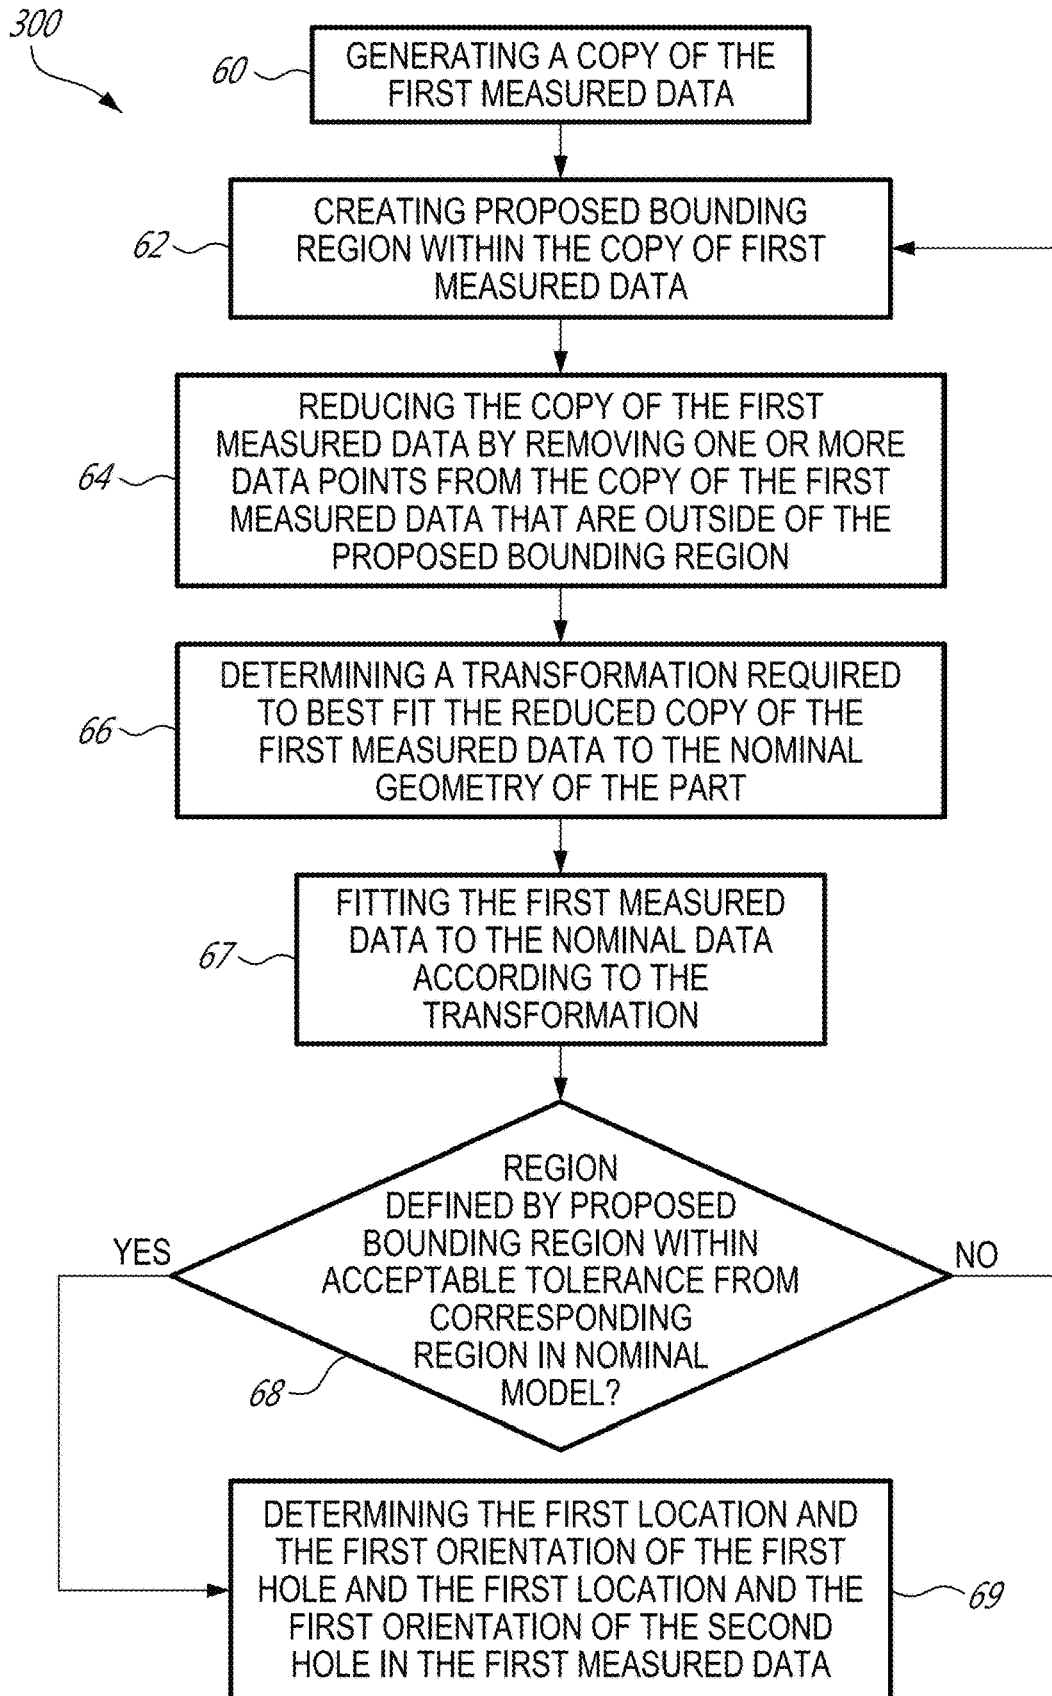 300
60
GENERATING A COPY OF THE
FIRST MEASURED DATA
62
CREATING PROPOSED BOUNDING
REGION WITHIN THE COPY OF FIRST
MEASURED DATA
64
REDUCING THE COPY OF THE FIRST
MEASURED DATA BY REMOVING ONE OR MORE
DATA POINTS FROM THE COPY OF THE FIRST
MEASURED DATA THAT ARE OUTSIDE OF THE
PROPOSED BOUNDING REGION
66
DETERMINING A TRANSFORMATION REQUIRED
TO BEST FIT THE REDUCED COPY OF THE
FIRST MEASURED DATA TO THE NOMINAL
GEOMETRY OF THE PART
67
FITTING THE FIRST MEASURED
DATA TO THE NOMINAL DATA
ACCORDING TO THE
TRANSFORMATION
REGION
DEFINED BY PROPOSED
BOUNDING REGION WITHIN
ACCEPTABLE TOLERANCE FROM
CORRESPONDING
REGION IN NOMINAL
MODEL?
YES
NO
68
DETERMINING THE FIRST LOCATION AND
THE FIRST ORIENTATION OF THE FIRST
HOLE AND THE FIRST LOCATION AND THE
FIRST ORIENTATION OF THE SECOND
HOLE IN THE FIRST MEASURED DATA
69